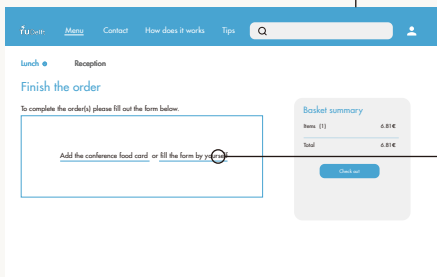 Menu Contact How does it works Tips
Lunch Reception
Finish the order
To complete the order(s) please fill out the form below.
Add the conference food card or fill the form by yourself
Basket summary
Items (1) 6.81€
Total 6.81€
Check out